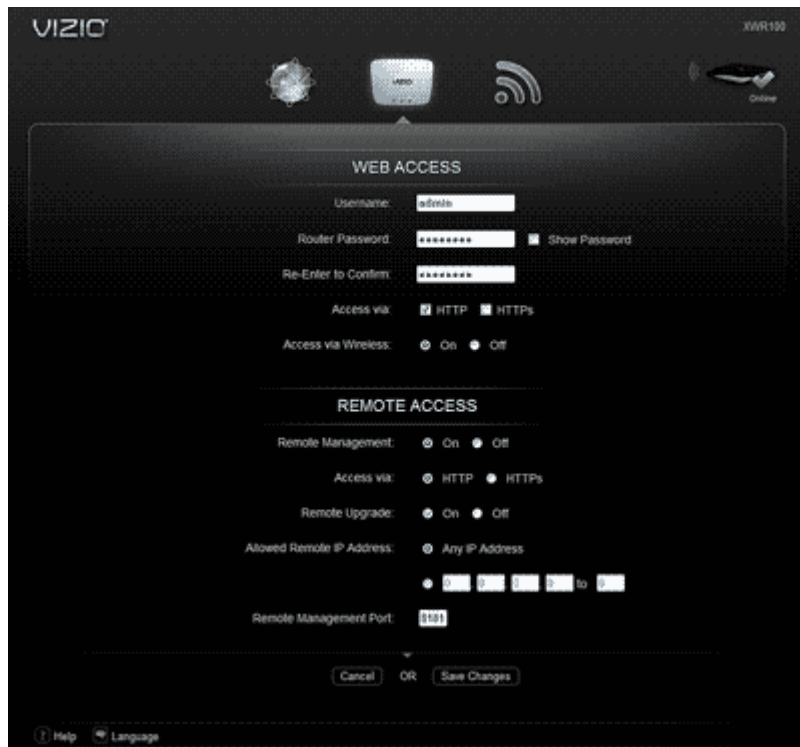 VIZIO
XWR100
VIZIO
Online
WEB ACCESS
Username: admin
Router Password: ●●●●●●●● Show Password
Re-Enter to Confirm: ●●●●●●●●
Access via: HTTP HTTPs
Access via Wireless: On Off
REMOTE ACCESS
Remote Management: On Off
Access via: HTTP HTTPs
Remote Upgrade: On Off
Allowed Remote IP Address: Any IP Address
to
Remote Management Port:
Cancel OR Save Changes
? Help Language